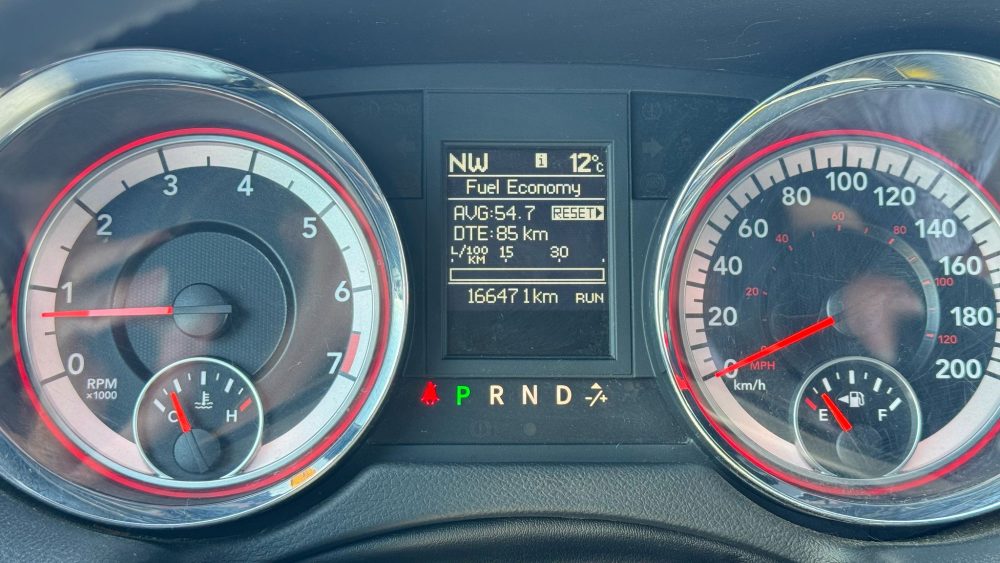 0
1
2
3
4
5
6
7
RPM
x1000
C H
NW i 12°C
Fuel Economy
AVG:54.7 RESET
DTE:85 km
L/100 KM 15 30
166471km RUN
P R N D -/+
0
20
40
60
80
100
120
140
160
180
200
km/h
0
20
40
60
80
100
120
MPH
E F